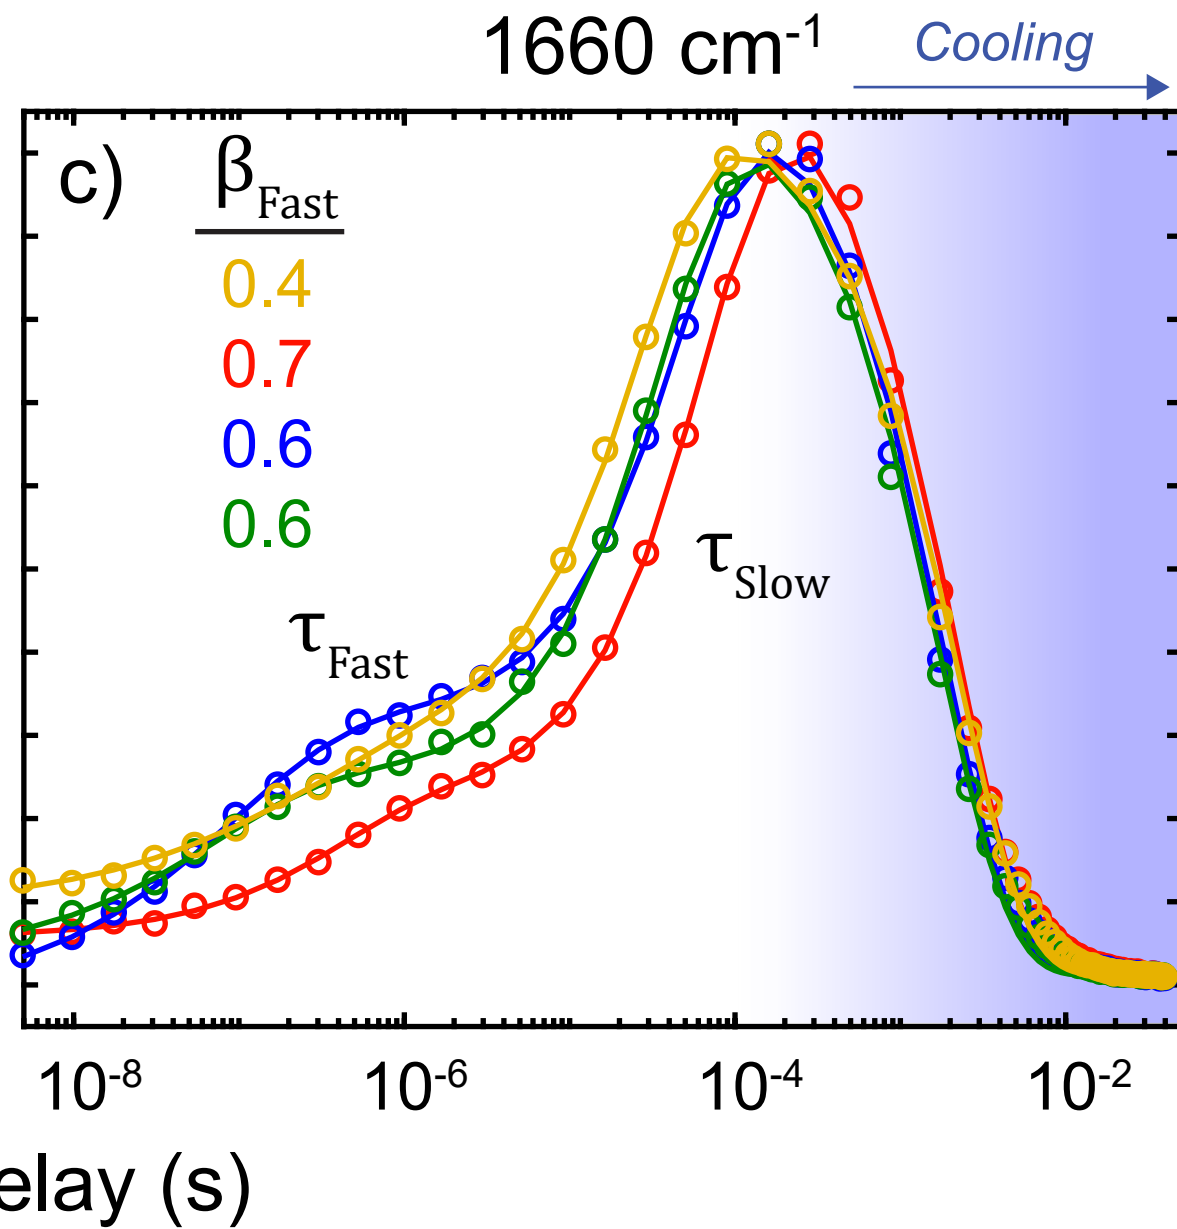 1660 cm⁻¹
Cooling
c)
βFast
0.4
0.7
0.6
0.6
τFast
τSlow
10⁻⁸ 10⁻⁶ 10⁻⁴ 10⁻²
elay (s)